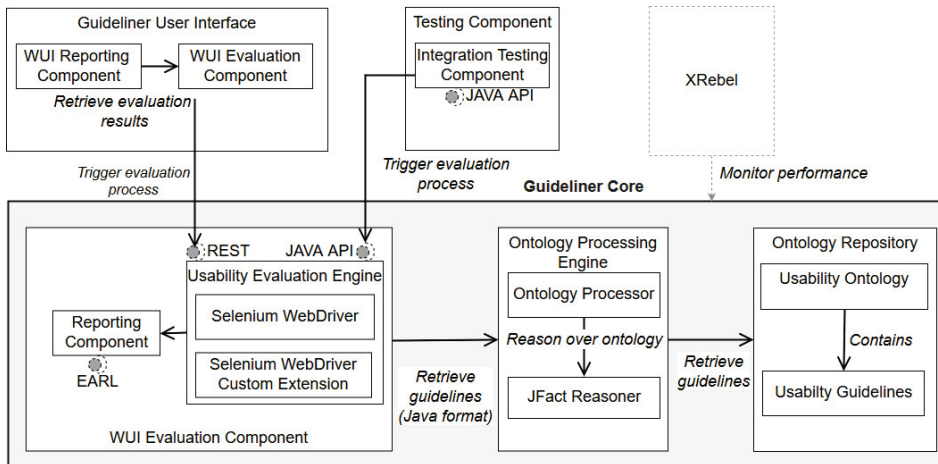 Guideliner User Interface
WUI Reporting
Component
WUI Evaluation
Component
Retrieve evaluation
results
Testing Component
Integration Testing
Component
JAVA API
XRebel
Trigger evaluation
process
Trigger evaluation
process
Monitor performance
Guideliner Core
REST
JAVA API
Usability Evaluation Engine
Selenium WebDriver
Selenium WebDriver
Custom Extension
Reporting
Component
EARL
WUI Evaluation Component
Retrieve
guidelines
(Java format)
Ontology Processing
Engine
Ontology Processor
Reason over ontology
JFact Reasoner
Retrieve
guidelines
Ontology Repository
Usability Ontology
Contains
Usabilty Guidelines